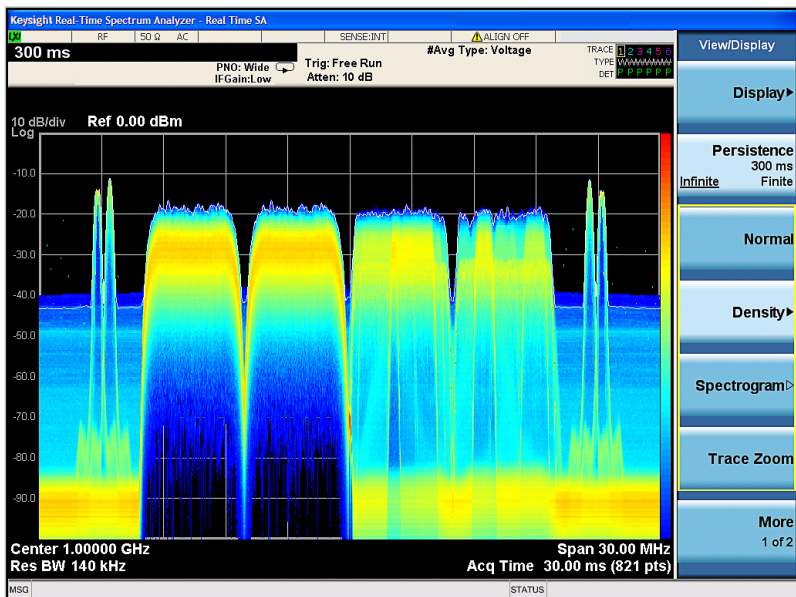 Keysight Real-Time Spectrum Analyzer - Real Time SA
LXI RF 50 Ω AC SENSE:INT ALIGN OFF
300 ms
PNO: Wide
IFGain:Low
Trig: Free Run
Atten: 10 dB
#Avg Type: Voltage
TRACE 1 2 3 4 5 6
TYPE WWWWWW
DET P P P P P P
10 dB/div Ref 0.00 dBm
Log
-10.0
-20.0
-30.0
-40.0
-50.0
-60.0
-70.0
-80.0
-90.0
Center 1.00000 GHz
Span 30.00 MHz
Res BW 140 kHz
Acq Time 30.00 ms (821 pts)
MSG STATUS
View/Display
Display
Persistence
300 ms
Infinite Finite
Normal
Density
Spectrogram
Trace Zoom
More
1 of 2